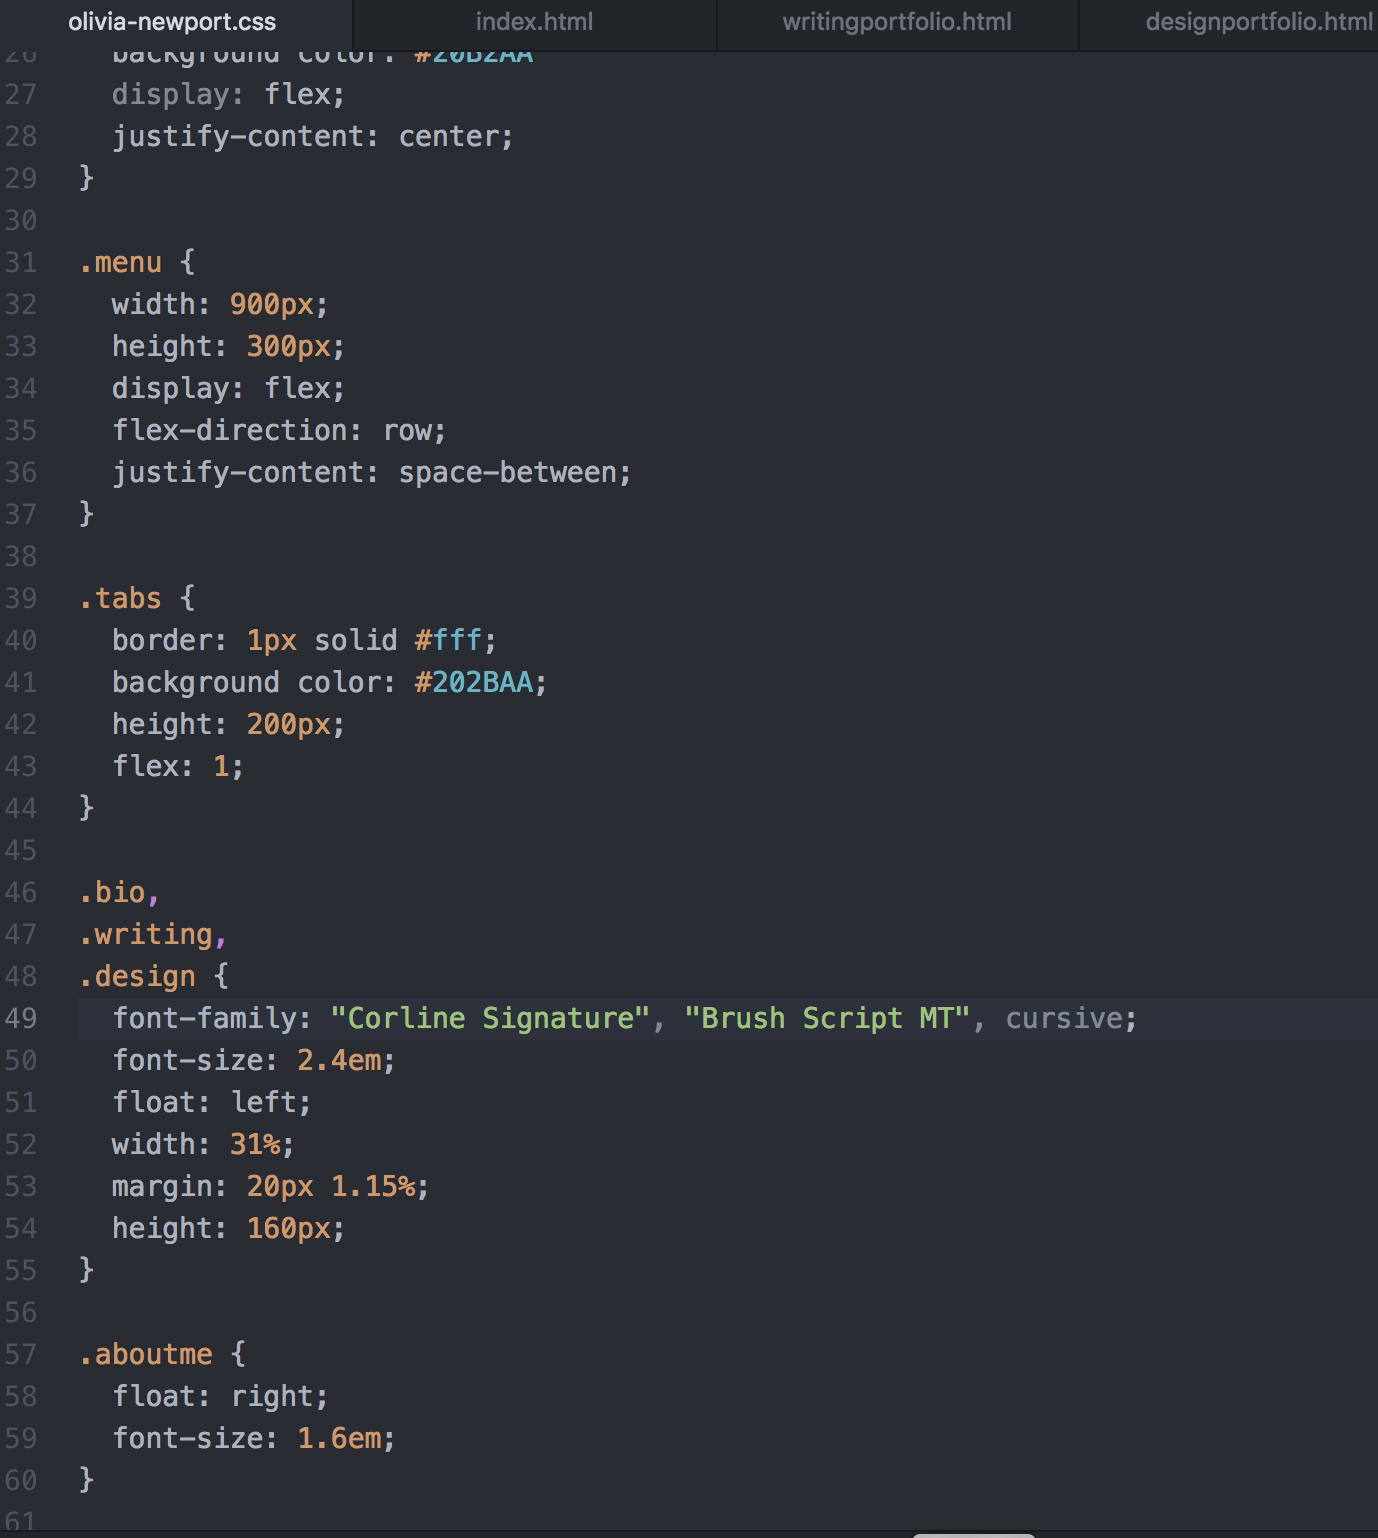 olivia-newport.css index.html writingportfolio.html designportfolio.html
26 background color: #20B2AA
27 display: flex;
28 justify-content: center;
29 }
30
31 .menu {
32 width: 900px;
33 height: 300px;
34 display: flex;
35 flex-direction: row;
36 justify-content: space-between;
37 }
38
39 .tabs {
40 border: 1px solid #fff;
41 background color: #202BAA;
42 height: 200px;
43 flex: 1;
44 }
45
46 .bio,
47 .writing,
48 .design {
49 font-family: "Corline Signature", "Brush Script MT", cursive;
50 font-size: 2.4em;
51 float: left;
52 width: 31%;
53 margin: 20px 1.15%;
54 height: 160px;
55 }
56
57 .aboutme {
58 float: right;
59 font-size: 1.6em;
60 }
61